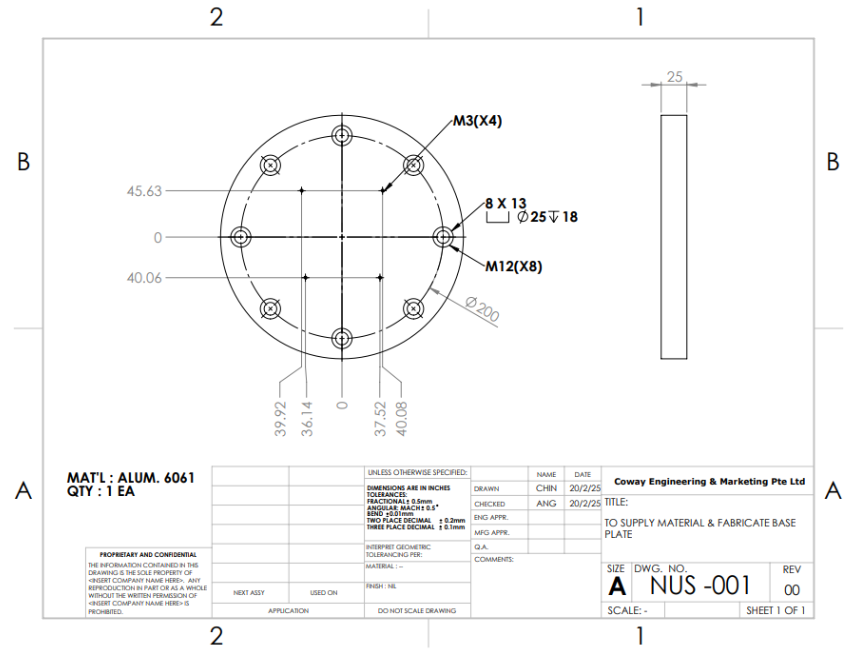 2
1
25
M3(X4)
B
B
45.63
8 X 13
⌴ ⌀25↧18
0
M12(X8)
40.06
⌀200
39.92
36.14
0
37.52
40.08
MAT'L : ALUM. 6061
QTY : 1 EA
A
A
UNLESS OTHERWISE SPECIFIED:
DIMENSIONS ARE IN INCHES
TOLERANCES:
FRACTIONAL± 0.5mm
ANGULAR: MACH± 0.5°
BEND ±0.01mm
TWO PLACE DECIMAL ± 0.2mm
THREE PLACE DECIMAL ± 0.1mm
INTERPRET GEOMETRIC
TOLERANCING PER:
MATERIAL : --
FINISH : NIL
DO NOT SCALE DRAWING
NAME DATE
DRAWN CHIN 20/2/25
CHECKED ANG 20/2/25
ENG APPR.
MFG APPR.
Q.A.
COMMENTS:
Coway Engineering & Marketing Pte Ltd
TITLE:
TO SUPPLY MATERIAL & FABRICATE BASE
PLATE
SIZE DWG. NO. REV
A NUS -001 00
SCALE: - SHEET 1 OF 1
PROPRIETARY AND CONFIDENTIAL
THE INFORMATION CONTAINED IN THIS
DRAWING IS THE SOLE PROPERTY OF
<INSERT COMPANY NAME HERE>. ANY
REPRODUCTION IN PART OR AS A WHOLE
WITHOUT THE WRITTEN PERMISSION OF
<INSERT COMPANY NAME HERE> IS
PROHIBITED.
NEXT ASSY USED ON
APPLICATION
2
1